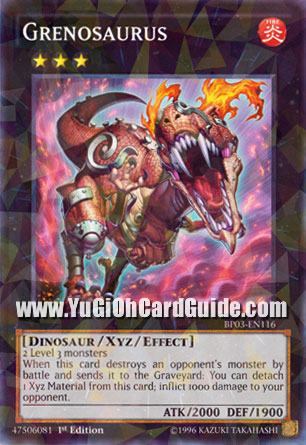 GRENOSAURUS
FIRE
炎
www.YuGiOhCardGuide.com
BP03-EN116
[DINOSAUR/XYZ/EFFECT]
2 Level 3 monsters
When this card destroys an opponent's monster by
battle and sends it to the Graveyard: You can detach
1 Xyz Material from this card; inflict 1000 damage to your
opponent.
ATK/2000 DEF/1900
47506081 1st Edition ©1996 KAZUKI TAKAHASHI